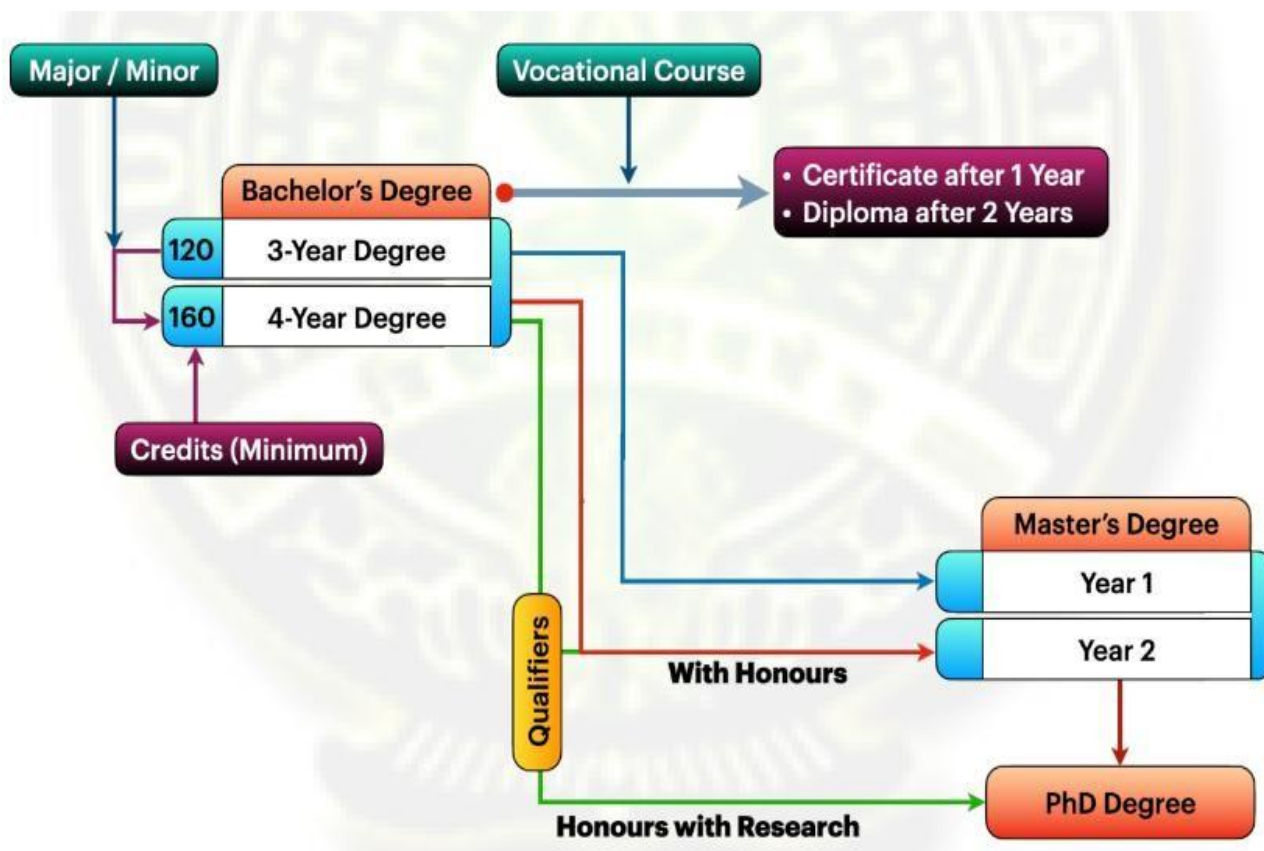 Major / Minor
Vocational Course
Bachelor's Degree
• Certificate after 1 Year
• Diploma after 2 Years
120
3-Year Degree
160
4-Year Degree
Credits (Minimum)
Master's Degree
Year 1
Year 2
With Honours
Qualifiers
PhD Degree
Honours with Research